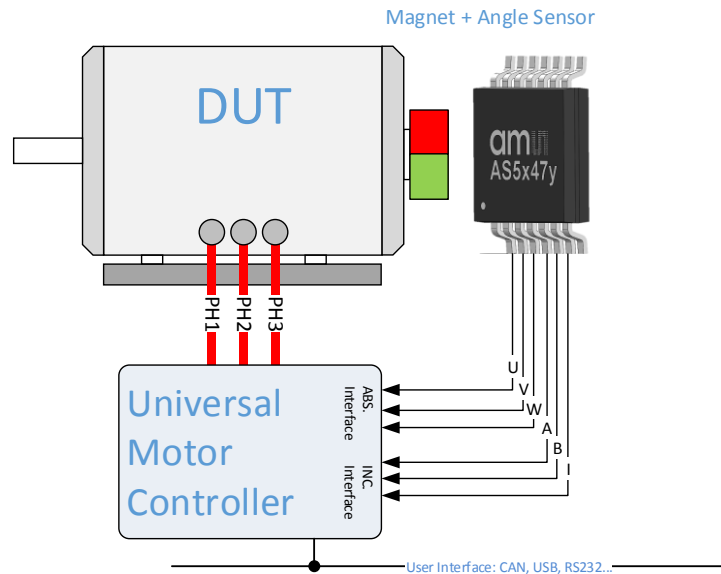 Magnet + Angle Sensor
DUT
am
AS5x47y
PH1
PH2
PH3
U
V
W
A
B
I
Universal
Motor
Controller
ABS.
Interface
INC.
Interface
User Interface: CAN, USB, RS232...